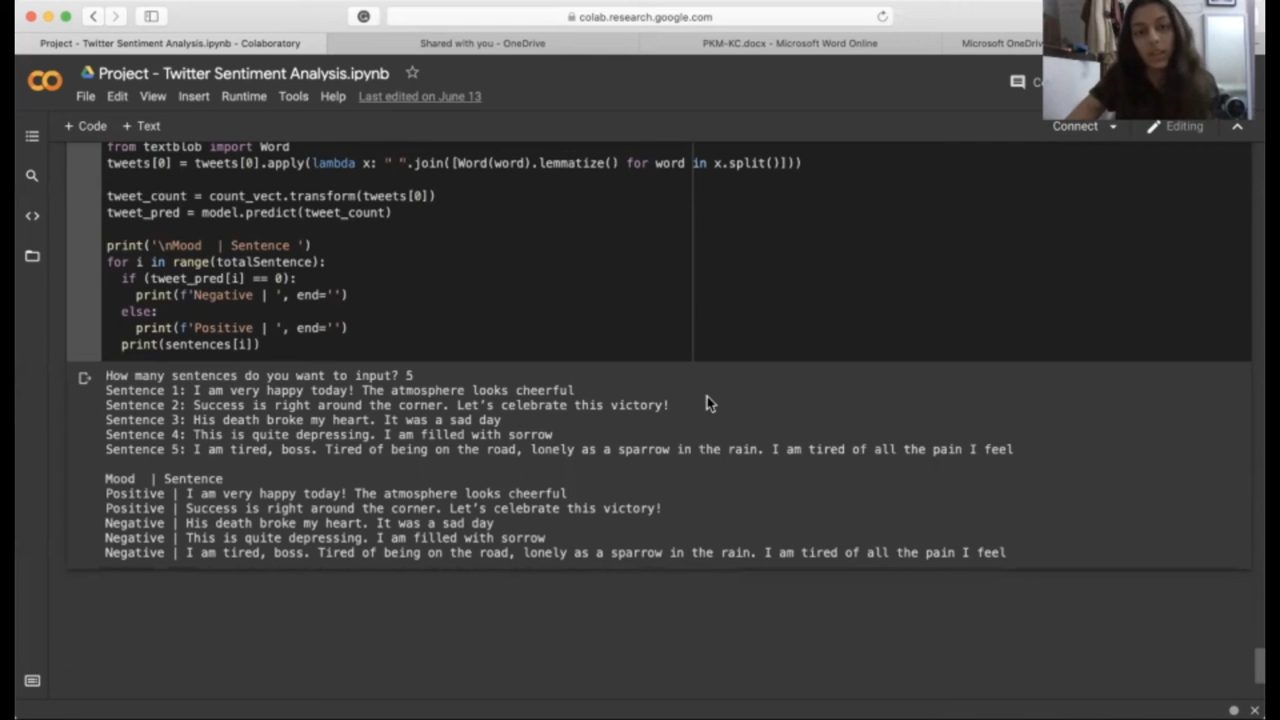 colab.research.google.com
Project - Twitter Sentiment Analysis.ipynb - Colaboratory
Shared with you - OneDrive
PKM-KC.docx - Microsoft Word Online
Microsoft OneDriv
Project - Twitter Sentiment Analysis.ipynb
File Edit View Insert Runtime Tools Help Last edited on June 13
+ Code + Text
Connect
Editing
from textblob import Word
tweets[0] = tweets[0].apply(lambda x: " ".join([Word(word).lemmatize() for word in x.split()]))
tweet_count = count_vect.transform(tweets[0])
tweet_pred = model.predict(tweet_count)
print('\nMood  | Sentence ')
for i in range(totalSentence):
if (tweet_pred[i] == 0):
print(f'Negative | ', end='')
else:
print(f'Positive | ', end='')
print(sentences[i])
How many sentences do you want to input? 5
Sentence 1: I am very happy today! The atmosphere looks cheerful
Sentence 2: Success is right around the corner. Let’s celebrate this victory!
Sentence 3: His death broke my heart. It was a sad day
Sentence 4: This is quite depressing. I am filled with sorrow
Sentence 5: I am tired, boss. Tired of being on the road, lonely as a sparrow in the rain. I am tired of all the pain I feel
Mood  | Sentence
Positive | I am very happy today! The atmosphere looks cheerful
Positive | Success is right around the corner. Let’s celebrate this victory!
Negative | His death broke my heart. It was a sad day
Negative | This is quite depressing. I am filled with sorrow
Negative | I am tired, boss. Tired of being on the road, lonely as a sparrow in the rain. I am tired of all the pain I feel